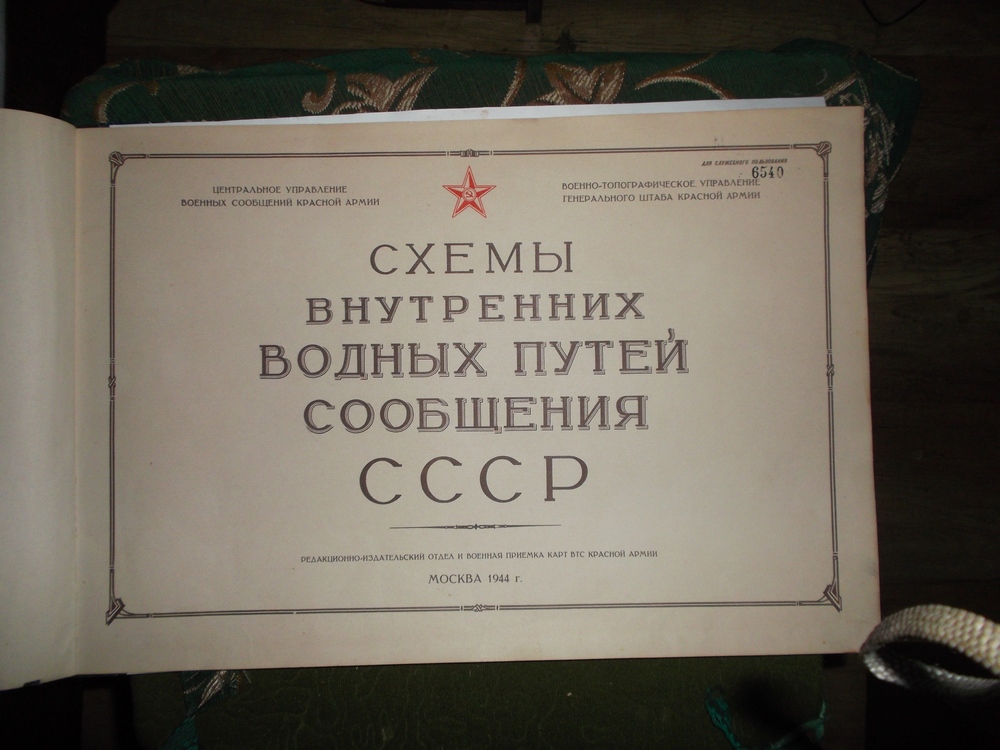 ДЛЯ СЛУЖЕБНОГО ПОЛЬЗОВАНИЯ
6540
ЦЕНТРАЛЬНОЕ УПРАВЛЕНИЕ
ВОЕННЫХ СООБЩЕНИЙ КРАСНОЙ АРМИИ
ВОЕННО-ТОПОГРАФИЧЕСКОЕ УПРАВЛЕНИЕ
ГЕНЕРАЛЬНОГО ШТАБА КРАСНОЙ АРМИИ
СХЕМЫ
ВНУТРЕННИХ
ВОДНЫХ ПУТЕЙ
СООБЩЕНИЯ
СССР
РЕДАКЦИОННО-ИЗДАТЕЛЬСКИЙ ОТДЕЛ И ВОЕННАЯ ПРИЕМКА КАРТ ВТС КРАСНОЙ АРМИИ
МОСКВА 1944 г.